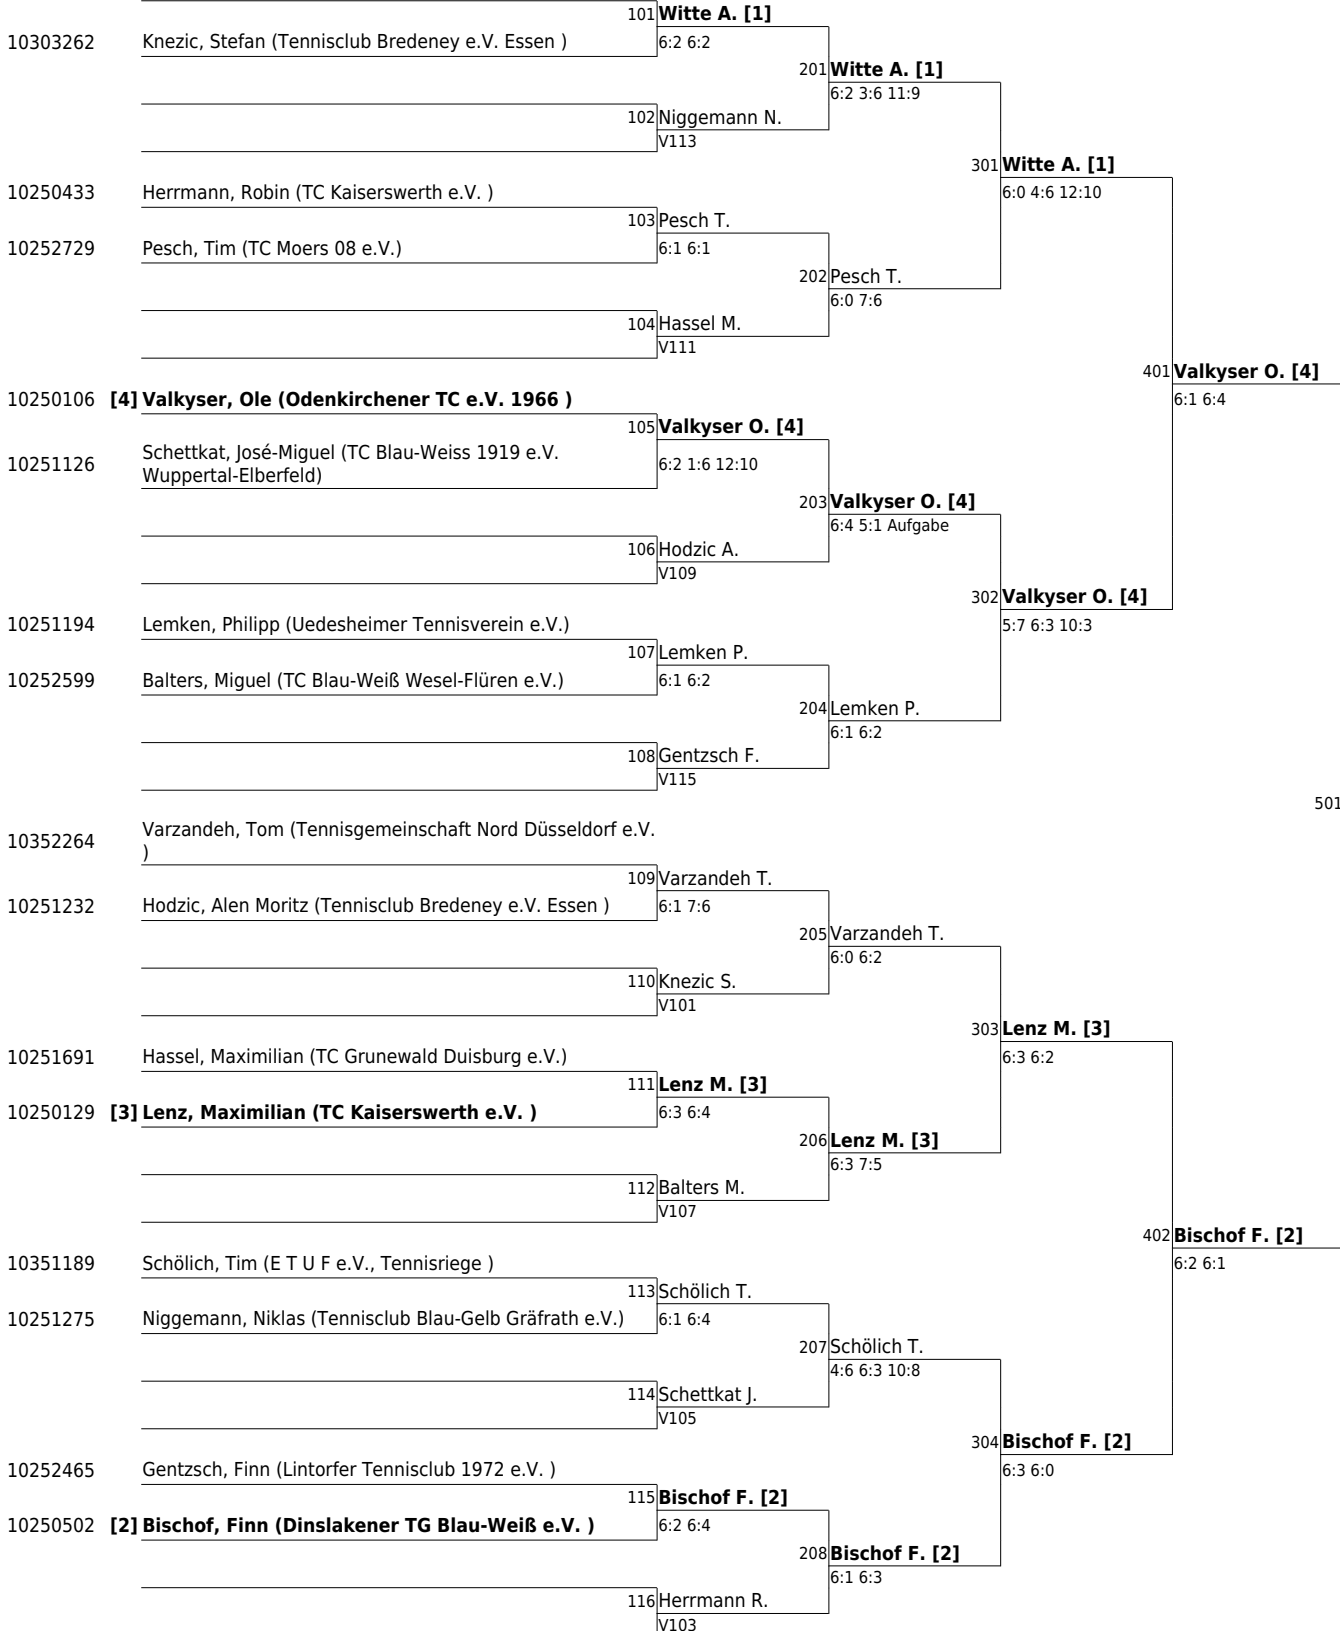 101 Witte A. [1]
10303262 Knezic, Stefan (Tennisclub Bredeney e.V. Essen ) 6:2 6:2
201 Witte A. [1]
6:2 3:6 11:9
102 Niggemann N.
V113
301 Witte A. [1]
10250433 Herrmann, Robin (TC Kaiserswerth e.V. ) 6:0 4:6 12:10
103 Pesch T.
10252729 Pesch, Tim (TC Moers 08 e.V.) 6:1 6:1
202 Pesch T.
6:0 7:6
104 Hassel M.
V111
401 Valkyser O. [4]
10250106 [4] Valkyser, Ole (Odenkirchener TC e.V. 1966 ) 6:1 6:4
105 Valkyser O. [4]
Schettkat, José-Miguel (TC Blau-Weiss 1919 e.V.
10251126 6:2 1:6 12:10
Wuppertal-Elberfeld)
203 Valkyser O. [4]
6:4 5:1 Aufgabe
106 Hodzic A.
V109
302 Valkyser O. [4]
10251194 Lemken, Philipp (Uedesheimer Tennisverein e.V.) 5:7 6:3 10:3
107 Lemken P.
10252599 Balters, Miguel (TC Blau-Weiß Wesel-Flüren e.V.) 6:1 6:2
204 Lemken P.
6:1 6:2
108 Gentzsch F.
V115
501
Varzandeh, Tom (Tennisgemeinschaft Nord Düsseldorf e.V.
10352264
)
109 Varzandeh T.
10251232 Hodzic, Alen Moritz (Tennisclub Bredeney e.V. Essen ) 6:1 7:6
205 Varzandeh T.
6:0 6:2
110 Knezic S.
V101
303 Lenz M. [3]
10251691 Hassel, Maximilian (TC Grunewald Duisburg e.V.) 6:3 6:2
111 Lenz M. [3]
10250129 [3] Lenz, Maximilian (TC Kaiserswerth e.V. ) 6:3 6:4
206 Lenz M. [3]
6:3 7:5
112 Balters M.
V107
402 Bischof F. [2]
10351189 Schölich, Tim (E T U F e.V., Tennisriege ) 6:2 6:1
113 Schölich T.
10251275 Niggemann, Niklas (Tennisclub Blau-Gelb Gräfrath e.V.) 6:1 6:4
207 Schölich T.
4:6 6:3 10:8
114 Schettkat J.
V105
304 Bischof F. [2]
10252465 Gentzsch, Finn (Lintorfer Tennisclub 1972 e.V. ) 6:3 6:0
115 Bischof F. [2]
10250502 [2] Bischof, Finn (Dinslakener TG Blau-Weiß e.V. ) 6:2 6:4
208 Bischof F. [2]
6:1 6:3
116 Herrmann R.
V103